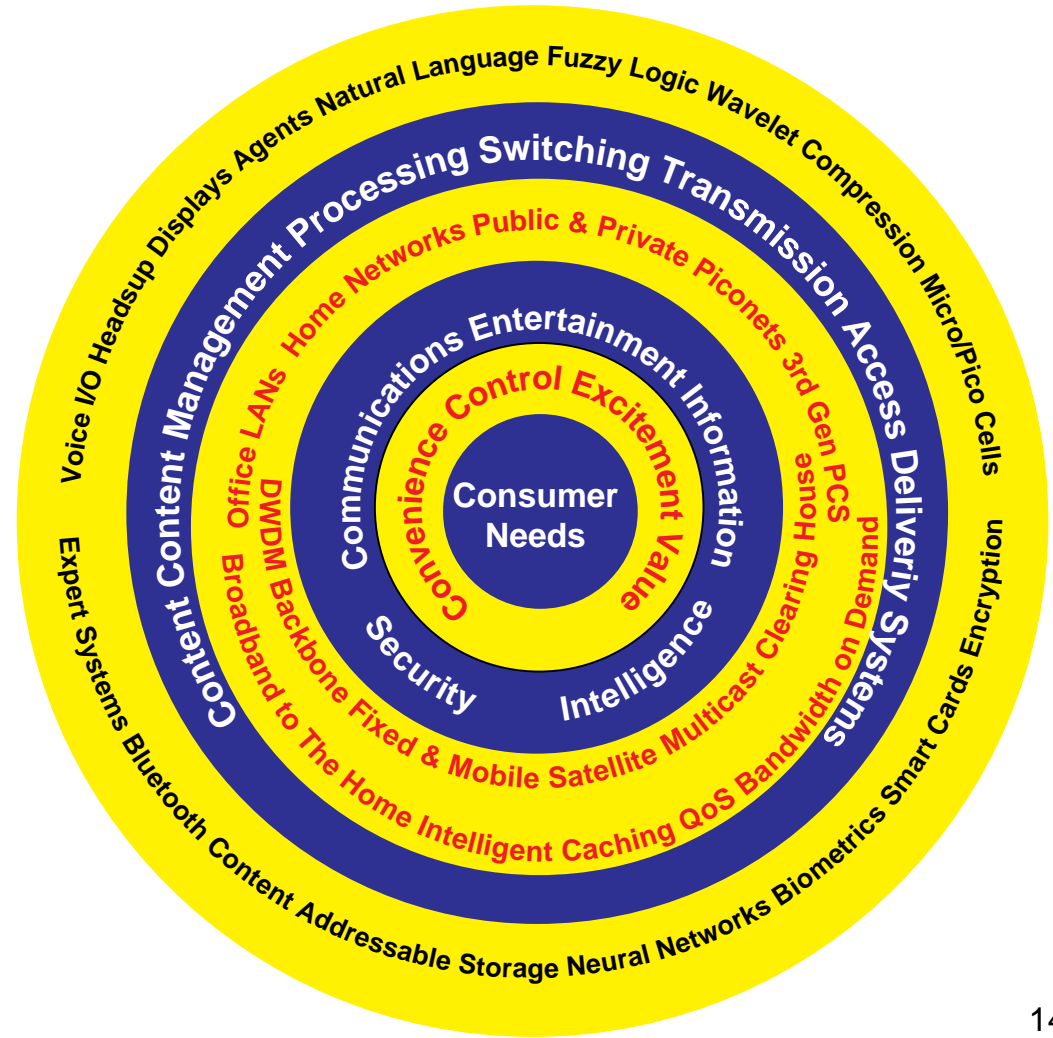 Voice I/O Headsup Displays Agents Natural Language Fuzzy Logic Wavelet Compression Micro/Pico Cells
Expert Systems Bluetooth Content Addressable Storage Neural Networks Biometrics Smart Cards Encryption
Content Content Management Processing Switching Transmission Access Deliveriy Systems
Office LANs Home Networks Public & Private Piconets 3rd Gen PCS
DWDM Backbone Fixed & Mobile Satellite Multicast Clearing House
Broadband to The Home Intelligent Caching QoS Bandwidth on Demand
Communications Entertainment Information
Security Intelligence
Convenience Control Excitement Value
Consumer
Needs
14